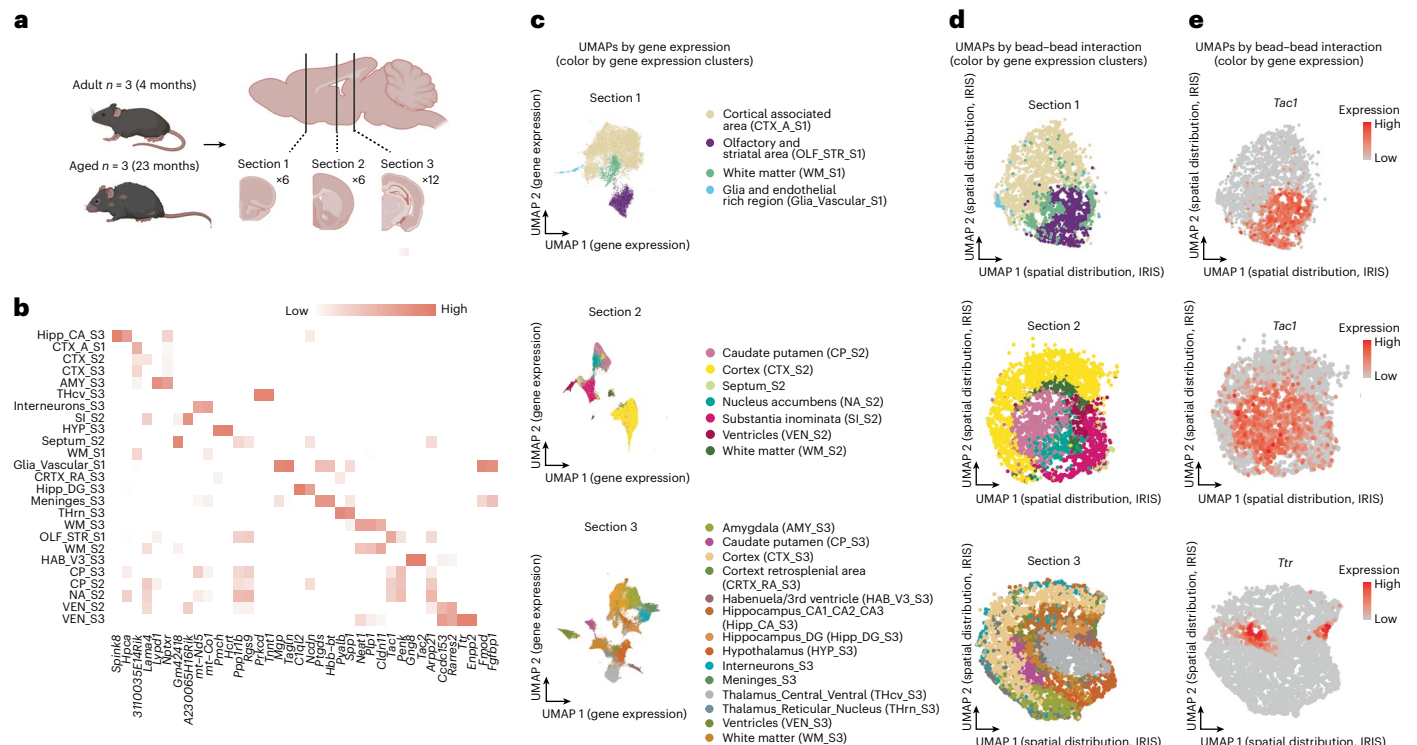 a
Adult n = 3 (4 months)
Aged n = 3 (23 months)
Section 1
×6
Section 2
×6
Section 3
×12
b
Low
High
Hipp_CA_S3
CTX_A_S1
CTX_S2
CTX_S3
AMY_S3
THcv_S3
Interneurons_S3
SI_S2
HYP_S3
Septum_S2
WM_S1
Glia_Vascular_S1
CRTX_RA_S3
Hipp_DG_S3
Meninges_S3
THrn_S3
WM_S3
OLF_STR_S1
WM_S2
HAB_V3_S3
CP_S3
CP_S2
NA_S2
VEN_S2
VEN_S3
Spink8
Hpca
3110035E14Rik
Lama4
Lypd1
Nptxr
Gm42418
A230065H16Rik
mt-Nd5
mt-Co1
Pmch
Hcrt
Ppp1r1b
Rgs9
Prkcd
Tnnt1
Mgp
Tagln
C1ql2
Ncdn
Ptgds
Hbb-bt
Pvalb
Spp1
Neat1
Plp1
Cldn11
Tac1
Penk
Gng8
Tac2
Arpp21
Ccdc153
Rarres2
Ttr
Enpp2
Fmod
Fgfbp1
c
UMAPs by gene expression
(color by gene expression clusters)
Section 1
UMAP 2 (gene expression)
UMAP 1 (gene expression)
Cortical associated
area (CTX_A_S1)
Olfactory and
striatal area (OLF_STR_S1)
White matter (WM_S1)
Glia and endothelial
rich region (Glia_Vascular_S1)
Section 2
UMAP 2 (gene expression)
UMAP 1 (gene expression)
Caudate putamen (CP_S2)
Cortex (CTX_S2)
Septum_S2
Nucleus accumbens (NA_S2)
Substantia inominata (SI_S2)
Ventricles (VEN_S2)
White matter (WM_S2)
Section 3
UMAP 2 (gene expression)
UMAP 1 (gene expression)
Amygdala (AMY_S3)
Caudate putamen (CP_S3)
Cortex (CTX_S3)
Cortext retrosplenial area
(CRTX_RA_S3)
Habenuela/3rd ventricle (HAB_V3_S3)
Hippocampus_CA1_CA2_CA3
(Hipp_CA_S3)
Hippocampus_DG (Hipp_DG_S3)
Hypothalamus (HYP_S3)
Interneurons_S3
Meninges_S3
Thalamus_Central_Ventral (THcv_S3)
Thalamus_Reticular_Nucleus (THrn_S3)
Ventricles (VEN_S3)
White matter (WM_S3)
d
UMAPs by bead–bead interaction
(color by gene expression clusters)
Section 1
UMAP 2 (spatial distribution, IRIS)
UMAP 1 (spatial distribution, IRIS)
Section 2
UMAP 2 (spatial distribution, IRIS)
UMAP 1 (spatial distribution, IRIS)
Section 3
UMAP 2 (spatial distribution, IRIS)
UMAP 1 (spatial distribution, IRIS)
e
UMAPs by bead–bead interaction
(color by gene expression)
Tac1
Expression
High
Low
UMAP 2 (spatial distribution, IRIS)
UMAP 1 (spatial distribution, IRIS)
Tac1
Expression
High
Low
UMAP 2 (spatial distribution, IRIS)
UMAP 1 (spatial distribution, IRIS)
Ttr
Expression
High
Low
UMAP 2 (Spatial distribution, IRIS)
UMAP 1 (spatial distribution, IRIS)